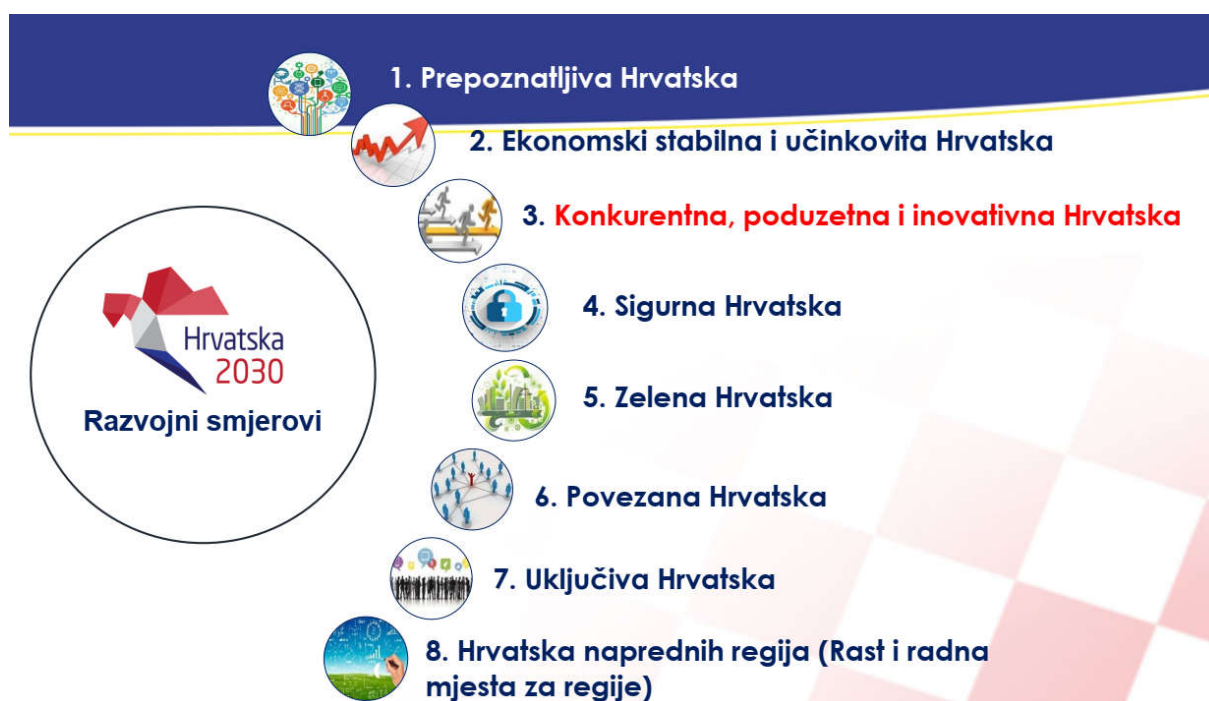 1. Prepoznatljiva Hrvatska
2. Ekonomski stabilna i učinkovita Hrvatska
3. Konkurentna, poduzetna i inovativna Hrvatska
4. Sigurna Hrvatska
Hrvatska
2030
Razvojni smjerovi
5. Zelena Hrvatska
6. Povezana Hrvatska
7. Uključiva Hrvatska
8. Hrvatska naprednih regija (Rast i radna
mjesta za regije)